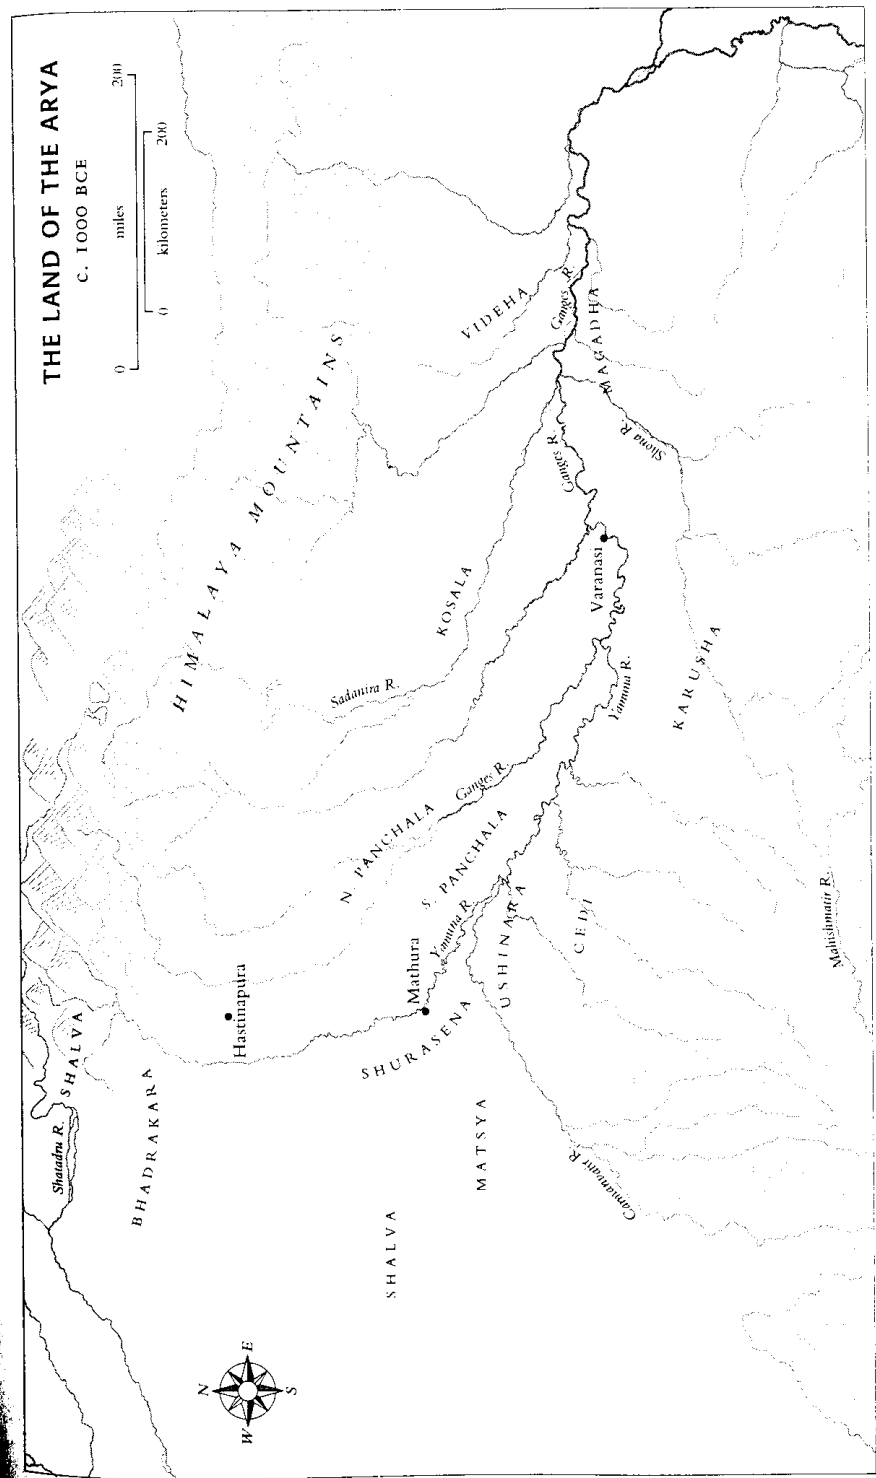 THE LAND OF THE ARYA
C. 1000 BCE
0 miles 200
0 kilometers 200
HIMALAYA MOUNTAINS
Shatadru R.
SHALVA
BHADRAKARA
Hastinapura
N. PANCHALA
Sadanira R.
KOSALA
VIDEHA
Mathura
Yamuna R.
S. PANCHALA
Ganges R.
SHURASENA
USHINARA
SHALVA
MATSYA
CEDI
Yamuna R.
Varanasi
Ganges R.
Ganges R.
MAGADHA
Shona R.
KARUSHA
Carmanvatir R.
Mahishmatir R.
N
W
E
S